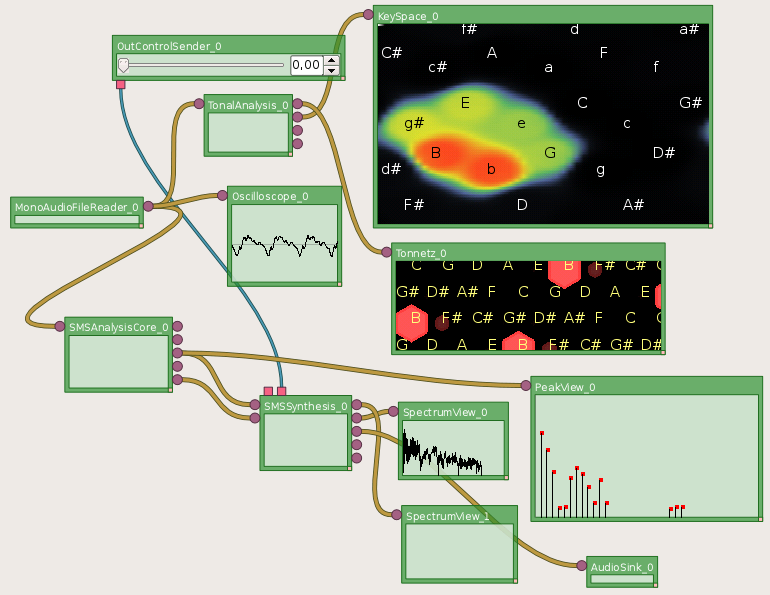 OutControlSender_0
0,00
KeySpace_0
f# d a#
C# A F
c# a f
E C G#
g# e c
B G D#
d# b g
F# D A#
TonalAnalysis_0
MonoAudioFileReader_0
Oscilloscope_0
Tonnetz_0
C G D A E B F# C# G
G# D# A# F C G D A E
B F# C# G# D# A# F C G
G D A E B F# C# G# D#
SMSAnalysisCore_0
PeakView_0
SMSSynthesis_0
SpectrumView_0
SpectrumView_1
AudioSink_0